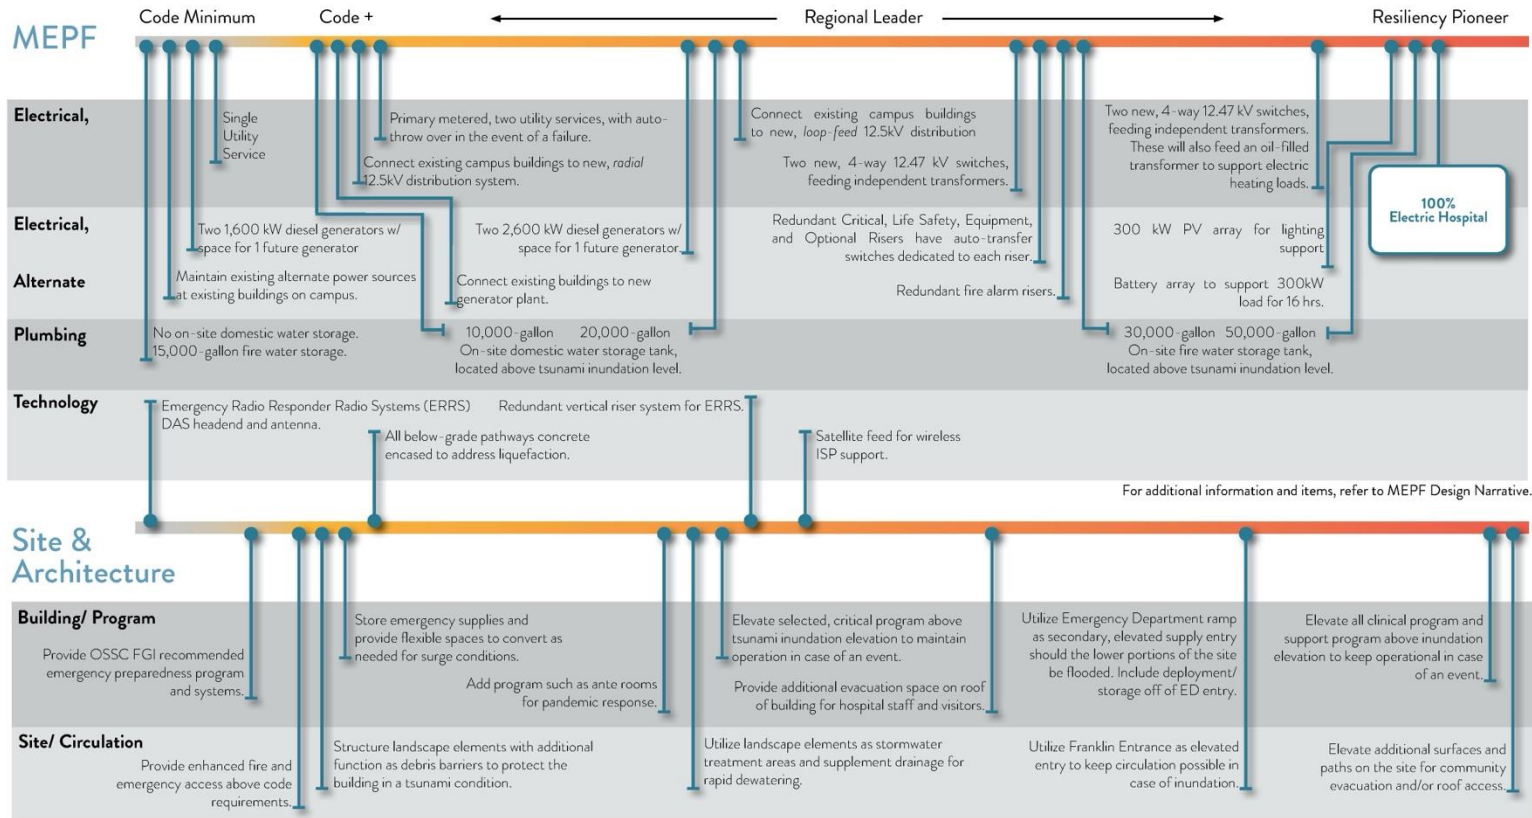 Code Minimum
Code +
Regional Leader
Resiliency Pioneer
MEPF
Electrical,
Single
Utility
Service
Primary metered, two utility services, with auto-
throw over in the event of a failure.
Connect existing campus buildings to new, radial
12.5kV distribution system.
Connect existing campus buildings
to new, loop-feed 12.5kV distribution
Two new, 4-way 12.47 kV switches,
feeding independent transformers.
Two new, 4-way 12.47 kV switches,
feeding independent transformers.
These will also feed an oil-filled
transformer to support electric
heating loads.
100%
Electric Hospital
Electrical,
Alternate
Two 1,600 kW diesel generators w/
space for 1 future generator
Maintain existing alternate power sources
at existing buildings on campus.
Connect existing buildings to new
generator plant.
Two 2,600 kW diesel generators w/
space for 1 future generator.
Redundant Critical, Life Safety, Equipment,
and Optional Risers have auto-transfer
switches dedicated to each riser.
Redundant fire alarm risers.
300 kW PV array for lighting
support
Battery array to support 300kW
load for 16 hrs.
Plumbing
No on-site domestic water storage.
15,000-gallon fire water storage.
10,000-gallon 20,000-gallon
On-site domestic water storage tank,
located above tsunami inundation level.
30,000-gallon 50,000-gallon
On-site fire water storage tank,
located above tsunami inundation level.
Technology
Emergency Radio Responder Radio Systems (ERRS)
DAS headend and antenna.
Redundant vertical riser system for ERRS.
All below-grade pathways concrete
encased to address liquefaction.
Satellite feed for wireless
ISP support.
For additional information and items, refer to MEPF Design Narrative.
Site &
Architecture
Building/ Program
Provide OSSC FGI recommended
emergency preparedness program
and systems.
Store emergency supplies and
provide flexible spaces to convert as
needed for surge conditions.
Add program such as ante rooms
for pandemic response.
Elevate selected, critical program above
tsunami inundation elevation to maintain
operation in case of an event.
Provide additional evacuation space on roof
of building for hospital staff and visitors.
Utilize Emergency Department ramp
as secondary, elevated supply entry
should the lower portions of the site
be flooded. Include deployment/
storage off of ED entry.
Elevate all clinical program and
support program above inundation
elevation to keep operational in case
of an event.
Site/ Circulation
Provide enhanced fire and
emergency access above code
requirements.
Structure landscape elements with additional
function as debris barriers to protect the
building in a tsunami condition.
Utilize landscape elements as stormwater
treatment areas and supplement drainage for
rapid dewatering.
Utilize Franklin Entrance as elevated
entry to keep circulation possible in
case of inundation.
Elevate additional surfaces and
paths on the site for community
evacuation and/or roof access.